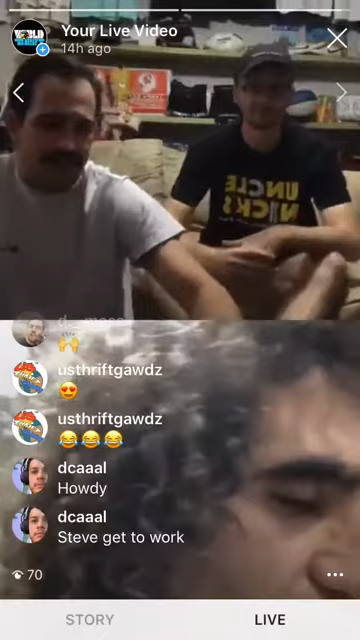 Your Live Video
14h ago
WORLD
UNCLE
NICK'S
usthriftgawdz
😍
usthriftgawdz
😂😂😂
dcaaal
Howdy
dcaaal
Steve get to work
70
STORY
LIVE